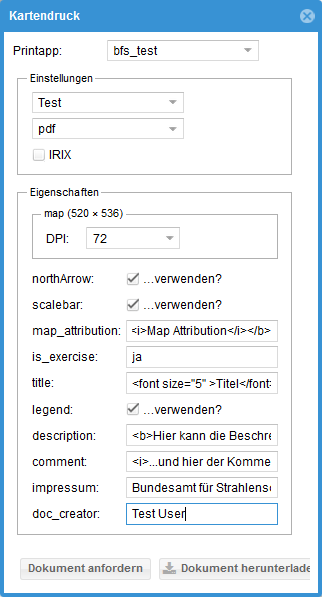 Kartendruck
Printapp: bfs_test
Einstellungen
Test
pdf
IRIX
Eigenschaften
map (520 × 536)
DPI: 72
northArrow: ...verwenden?
scalebar: ...verwenden?
map_attribution: <i>Map Attribution</i></b>
is_exercise: ja
title: <font size="5" >Titel</font>
legend: ...verwenden?
description: <b>Hier kann die Beschre
comment: <i>...und hier der Komme
impressum: Bundesamt für Strahlensc
doc_creator: Test User
Dokument anfordern Dokument herunterlade